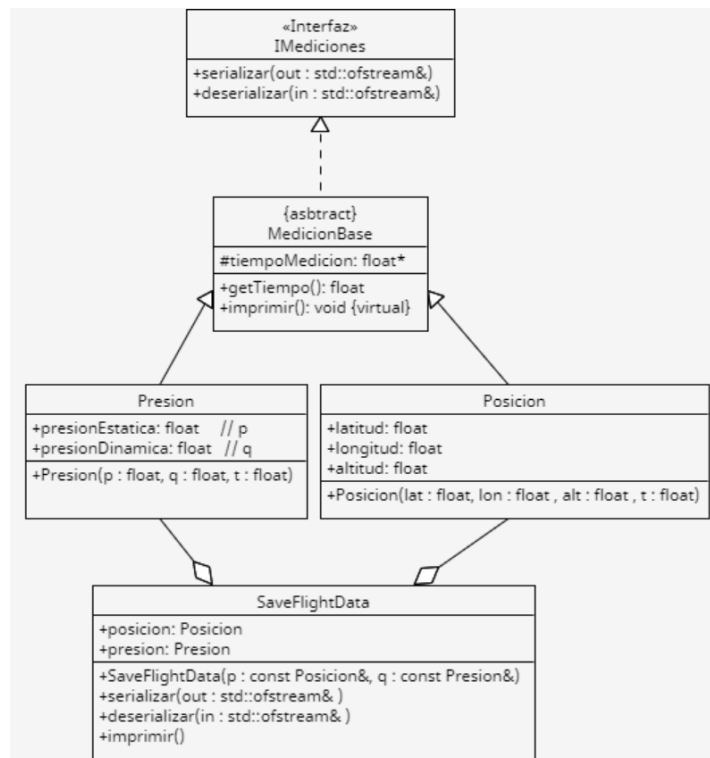 «Interfaz»
IMediciones
+serializar(out : std::ofstream&)
+deserializar(in : std::ofstream&)
{asbtract}
MedicionBase
#tiempoMedicion: float*
+getTiempo(): float
+imprimir(): void {virtual}
Presion
+presionEstatica: float // p
+presionDinamica: float // q
+Presion(p : float, q : float, t : float)
Posicion
+latitud: float
+longitud: float
+altitud: float
+Posicion(lat : float, lon : float , alt : float , t : float)
SaveFlightData
+posicion: Posicion
+presion: Presion
+SaveFlightData(p : const Posicion&, q : const Presion&)
+serializar(out : std::ofstream& )
+deserializar(in : std::ofstream& )
+imprimir()